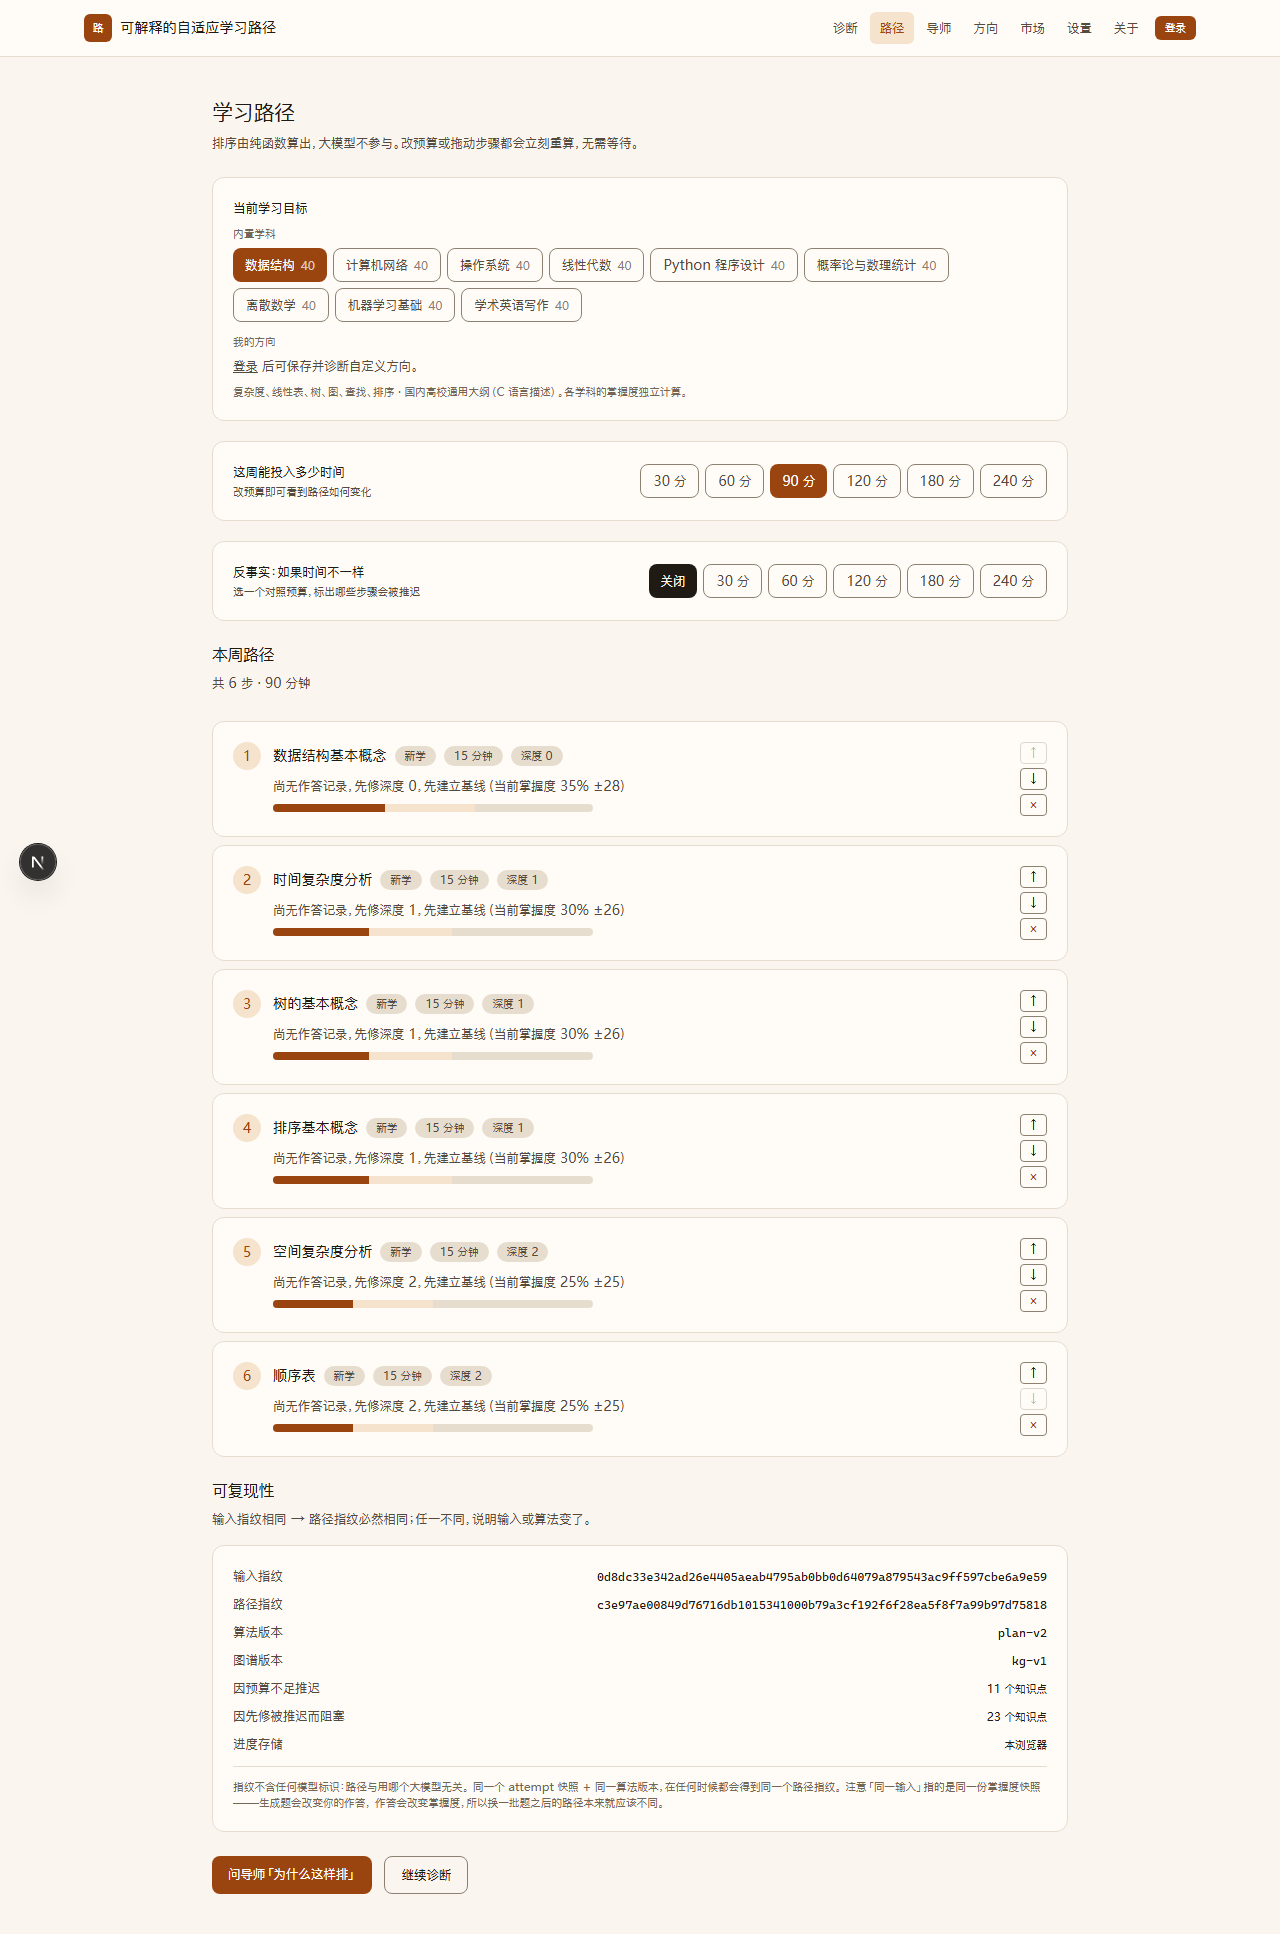 路 可解释的自适应学习路径 诊断 路径 导师 方向 市场 设置 关于 登录
学习路径
排序由纯函数算出，大模型不参与。改预算或拖动步骤都会立刻重算，无需等待。
当前学习目标
内置学科
数据结构 40 计算机网络 40 操作系统 40 线性代数 40 Python 程序设计 40 概率论与数理统计 40
离散数学 40 机器学习基础 40 学术英语写作 40
我的方向
登录 后可保存并诊断自定义方向。
复杂度、线性表、树、图、查找、排序 · 国内高校通用大纲（C 语言描述）。各学科的掌握度独立计算。
这周能投入多少时间
改预算即可看到路径如何变化
30 分 60 分 90 分 120 分 180 分 240 分
反事实：如果时间不一样
选一个对照预算，标出哪些步骤会被推迟
关闭 30 分 60 分 120 分 180 分 240 分
本周路径
共 6 步 · 90 分钟
1 数据结构基本概念 新学 15 分钟 深度 0 ↑
尚无作答记录，先修深度 0，先建立基线（当前掌握度 35% ±28） ↓
×
2 时间复杂度分析 新学 15 分钟 深度 1 ↑
尚无作答记录，先修深度 1，先建立基线（当前掌握度 30% ±26） ↓
×
3 树的基本概念 新学 15 分钟 深度 1 ↑
尚无作答记录，先修深度 1，先建立基线（当前掌握度 30% ±26） ↓
×
4 排序基本概念 新学 15 分钟 深度 1 ↑
尚无作答记录，先修深度 1，先建立基线（当前掌握度 30% ±26） ↓
×
5 空间复杂度分析 新学 15 分钟 深度 2 ↑
尚无作答记录，先修深度 2，先建立基线（当前掌握度 25% ±25） ↓
×
6 顺序表 新学 15 分钟 深度 2 ↑
尚无作答记录，先修深度 2，先建立基线（当前掌握度 25% ±25） ↓
×
N
可复现性
输入指纹相同 → 路径指纹必然相同；任一不同，说明输入或算法变了。
输入指纹 0d8dc33e342ad26e4405aeab4795ab0bb0d64079a879543ac9ff597cbe6a9e59
路径指纹 c3e97ae00849d76716db1015341000b79a3cf192f6f28ea5f8f7a99b97d75818
算法版本 plan-v2
图谱版本 kg-v1
因预算不足推迟 11 个知识点
因先修被推迟而阻塞 23 个知识点
进度存储 本浏览器
指纹不含任何模型标识：路径与用哪个大模型无关。 同一个 attempt 快照 + 同一算法版本，在任何时候都会得到同一个路径指纹。 注意「同一输入」指的是同一份掌握度快照
——生成题会改变你的作答， 作答会改变掌握度，所以换一批题之后的路径本来就应该不同。
问导师「为什么这样排」 继续诊断